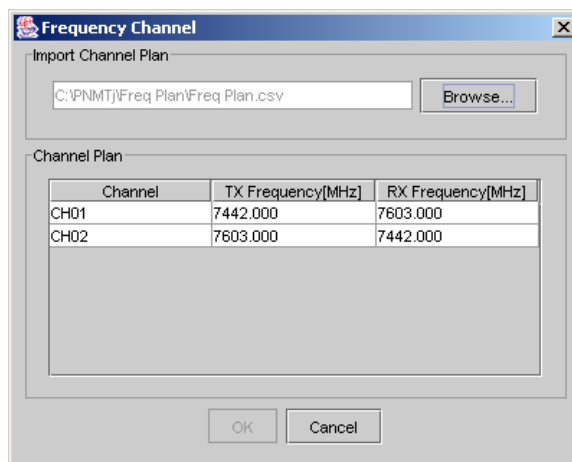 Frequency Channel
Import Channel Plan
C:\PNMTj\Freq Plan\Freq Plan.csv Browse...
Channel Plan
Channel TX Frequency[MHz] RX Frequency[MHz]
CH01 7442.000 7603.000
CH02 7603.000 7442.000
OK Cancel